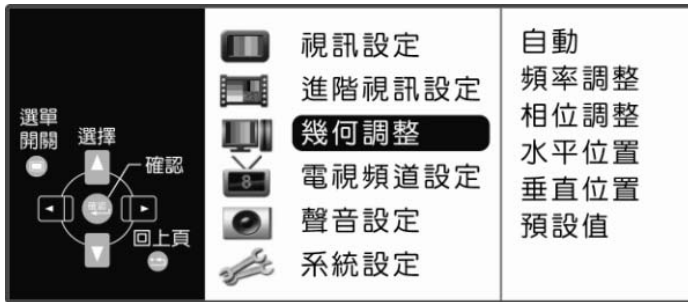 選單
開關
選擇
確認
確認
回上頁
視訊設定
進階視訊設定
幾何調整
8
電視頻道設定
聲音設定
系統設定
自動
頻率調整
相位調整
水平位置
垂直位置
預設值